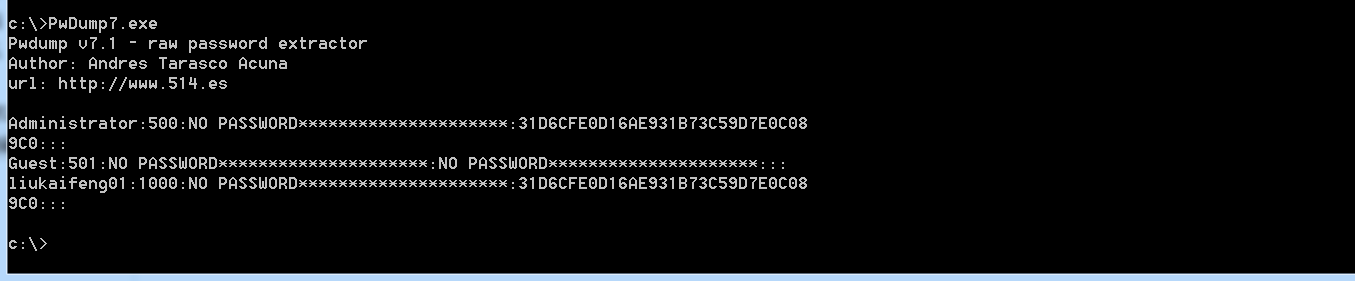 c:\>PwDump7.exe
Pwdump v7.1 - raw password extractor
Author: Andres Tarasco Acuna
url: http://www.514.es
Administrator:500:NO PASSWORD*********************:31D6CFE0D16AE931B73C59D7E0C08
9C0:::
Guest:501:NO PASSWORD*********************:NO PASSWORD*********************:::
liukaifeng01:1000:NO PASSWORD*********************:31D6CFE0D16AE931B73C59D7E0C08
9C0:::
c:\>